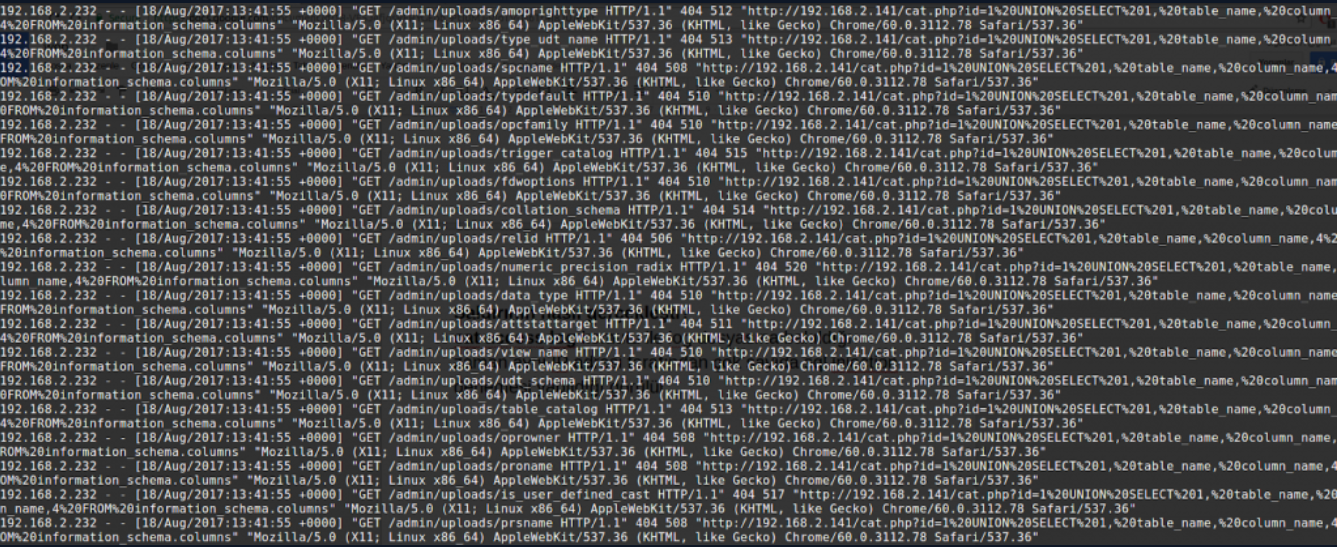 192.168.2.232 - - [18/Aug/2017:13:41:55 +0000] "GET /admin/uploads/amoprighttype HTTP/1.1" 404 512 "http://192.168.2.141/cat.php?id=1%20UNION%20SELECT%201,%20table_name,%20column_
4%20FROM%20information_schema.columns" "Mozilla/5.0 (X11; Linux x86_64) AppleWebKit/537.36 (KHTML, like Gecko) Chrome/60.0.3112.78 Safari/537.36"
192.168.2.232 - - [18/Aug/2017:13:41:55 +0000] "GET /admin/uploads/type_udt_name HTTP/1.1" 404 513 "http://192.168.2.141/cat.php?id=1%20UNION%20SELECT%201,%20table_name,%20column_
4%20FROM%20information_schema.columns" "Mozilla/5.0 (X11; Linux x86_64) AppleWebKit/537.36 (KHTML, like Gecko) Chrome/60.0.3112.78 Safari/537.36"
192.168.2.232 - - [18/Aug/2017:13:41:55 +0000] "GET /admin/uploads/spcname HTTP/1.1" 404 508 "http://192.168.2.141/cat.php?id=1%20UNION%20SELECT%201,%20table_name,%20column_name,4
OM%20information_schema.columns" "Mozilla/5.0 (X11; Linux x86_64) AppleWebKit/537.36 (KHTML, like Gecko) Chrome/60.0.3112.78 Safari/537.36"
192.168.2.232 - - [18/Aug/2017:13:41:55 +0000] "GET /admin/uploads/typdefault HTTP/1.1" 404 510 "http://192.168.2.141/cat.php?id=1%20UNION%20SELECT%201,%20table_name,%20column_nam
0FROM%20information_schema.columns" "Mozilla/5.0 (X11; Linux x86_64) AppleWebKit/537.36 (KHTML, like Gecko) Chrome/60.0.3112.78 Safari/537.36"
192.168.2.232 - - [18/Aug/2017:13:41:55 +0000] "GET /admin/uploads/opcfamily HTTP/1.1" 404 510 "http://192.168.2.141/cat.php?id=1%20UNION%20SELECT%201,%20table_name,%20column_name
FROM%20information_schema.columns" "Mozilla/5.0 (X11; Linux x86_64) AppleWebKit/537.36 (KHTML, like Gecko) Chrome/60.0.3112.78 Safari/537.36"
192.168.2.232 - - [18/Aug/2017:13:41:55 +0000] "GET /admin/uploads/trigger_catalog HTTP/1.1" 404 515 "http://192.168.2.141/cat.php?id=1%20UNION%20SELECT%201,%20table_name,%20colum
e,4%20FROM%20information_schema.columns" "Mozilla/5.0 (X11; Linux x86_64) AppleWebKit/537.36 (KHTML, like Gecko) Chrome/60.0.3112.78 Safari/537.36"
192.168.2.232 - - [18/Aug/2017:13:41:55 +0000] "GET /admin/uploads/fdwoptions HTTP/1.1" 404 510 "http://192.168.2.141/cat.php?id=1%20UNION%20SELECT%201,%20table_name,%20column_nam
0FROM%20information_schema.columns" "Mozilla/5.0 (X11; Linux x86_64) AppleWebKit/537.36 (KHTML, like Gecko) Chrome/60.0.3112.78 Safari/537.36"
192.168.2.232 - - [18/Aug/2017:13:41:55 +0000] "GET /admin/uploads/collation_schema HTTP/1.1" 404 514 "http://192.168.2.141/cat.php?id=1%20UNION%20SELECT%201,%20table_name,%20colu
me,4%20FROM%20information_schema.columns" "Mozilla/5.0 (X11; Linux x86_64) AppleWebKit/537.36 (KHTML, like Gecko) Chrome/60.0.3112.78 Safari/537.36"
192.168.2.232 - - [18/Aug/2017:13:41:55 +0000] "GET /admin/uploads/relid HTTP/1.1" 404 506 "http://192.168.2.141/cat.php?id=1%20UNION%20SELECT%201,%20table_name,%20column_name,4%2
%20information_schema.columns" "Mozilla/5.0 (X11; Linux x86_64) AppleWebKit/537.36 (KHTML, like Gecko) Chrome/60.0.3112.78 Safari/537.36"
192.168.2.232 - - [18/Aug/2017:13:41:55 +0000] "GET /admin/uploads/numeric_precision_radix HTTP/1.1" 404 520 "http://192.168.2.141/cat.php?id=1%20UNION%20SELECT%201,%20table_name,
lumn_name,4%20FROM%20information_schema.columns" "Mozilla/5.0 (X11; Linux x86_64) AppleWebKit/537.36 (KHTML, like Gecko) Chrome/60.0.3112.78 Safari/537.36"
192.168.2.232 - - [18/Aug/2017:13:41:55 +0000] "GET /admin/uploads/data_type HTTP/1.1" 404 510 "http://192.168.2.141/cat.php?id=1%20UNION%20SELECT%201,%20table_name,%20column_name
FROM%20information_schema.columns" "Mozilla/5.0 (X11; Linux x86_64) AppleWebKit/537.36 (KHTML, like Gecko) Chrome/60.0.3112.78 Safari/537.36"
192.168.2.232 - - [18/Aug/2017:13:41:55 +0000] "GET /admin/uploads/attstattarget HTTP/1.1" 404 511 "http://192.168.2.141/cat.php?id=1%20UNION%20SELECT%201,%20table_name,%20column_
4%20FROM%20information_schema.columns" "Mozilla/5.0 (X11; Linux x86_64) AppleWebKit/537.36 (KHTML, like Gecko) Chrome/60.0.3112.78 Safari/537.36"
192.168.2.232 - - [18/Aug/2017:13:41:55 +0000] "GET /admin/uploads/view_name HTTP/1.1" 404 510 "http://192.168.2.141/cat.php?id=1%20UNION%20SELECT%201,%20table_name,%20column_name
FROM%20information_schema.columns" "Mozilla/5.0 (X11; Linux x86_64) AppleWebKit/537.36 (KHTML, like Gecko) Chrome/60.0.3112.78 Safari/537.36"
192.168.2.232 - - [18/Aug/2017:13:41:55 +0000] "GET /admin/uploads/udt_schema HTTP/1.1" 404 510 "http://192.168.2.141/cat.php?id=1%20UNION%20SELECT%201,%20table_name,%20column_nam
0FROM%20information_schema.columns" "Mozilla/5.0 (X11; Linux x86_64) AppleWebKit/537.36 (KHTML, like Gecko) Chrome/60.0.3112.78 Safari/537.36"
192.168.2.232 - - [18/Aug/2017:13:41:55 +0000] "GET /admin/uploads/table_catalog HTTP/1.1" 404 513 "http://192.168.2.141/cat.php?id=1%20UNION%20SELECT%201,%20table_name,%20column_
4%20FROM%20information_schema.columns" "Mozilla/5.0 (X11; Linux x86_64) AppleWebKit/537.36 (KHTML, like Gecko) Chrome/60.0.3112.78 Safari/537.36"
192.168.2.232 - - [18/Aug/2017:13:41:55 +0000] "GET /admin/uploads/oprowner HTTP/1.1" 404 508 "http://192.168.2.141/cat.php?id=1%20UNION%20SELECT%201,%20table_name,%20column_name,
ROM%20information_schema.columns" "Mozilla/5.0 (X11; Linux x86_64) AppleWebKit/537.36 (KHTML, like Gecko) Chrome/60.0.3112.78 Safari/537.36"
192.168.2.232 - - [18/Aug/2017:13:41:55 +0000] "GET /admin/uploads/proname HTTP/1.1" 404 508 "http://192.168.2.141/cat.php?id=1%20UNION%20SELECT%201,%20table_name,%20column_name,4
OM%20information_schema.columns" "Mozilla/5.0 (X11; Linux x86_64) AppleWebKit/537.36 (KHTML, like Gecko) Chrome/60.0.3112.78 Safari/537.36"
192.168.2.232 - - [18/Aug/2017:13:41:55 +0000] "GET /admin/uploads/is_user_defined_cast HTTP/1.1" 404 517 "http://192.168.2.141/cat.php?id=1%20UNION%20SELECT%201,%20table_name,%20
n_name,4%20FROM%20information_schema.columns" "Mozilla/5.0 (X11; Linux x86_64) AppleWebKit/537.36 (KHTML, like Gecko) Chrome/60.0.3112.78 Safari/537.36"
192.168.2.232 - - [18/Aug/2017:13:41:55 +0000] "GET /admin/uploads/prsname HTTP/1.1" 404 508 "http://192.168.2.141/cat.php?id=1%20UNION%20SELECT%201,%20table_name,%20column_name,4
OM%20information_schema.columns" "Mozilla/5.0 (X11; Linux x86_64) AppleWebKit/537.36 (KHTML, like Gecko) Chrome/60.0.3112.78 Safari/537.36"